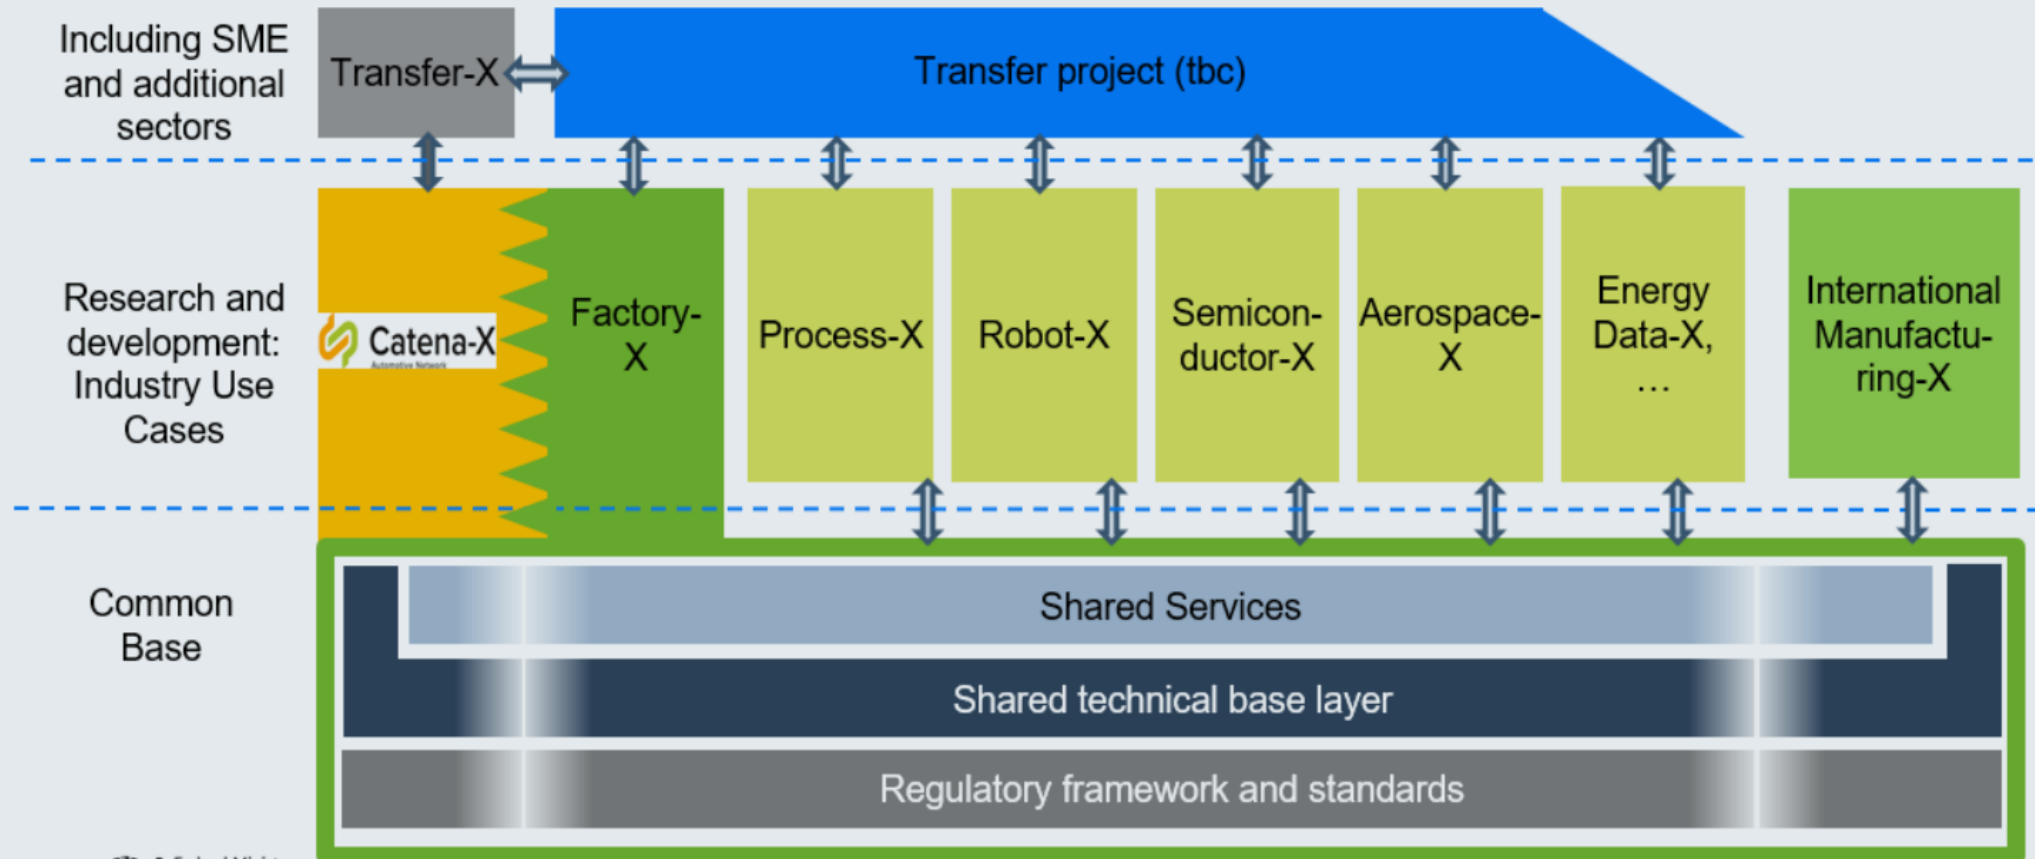 Including SME
and additional
sectors
Transfer-X
Transfer project (tbc)
Research and
development:
Industry Use
Cases
Catena-X
Automotive Network
Factory-
X
Process-X
Robot-X
Semicon-
ductor-X
Aerospace-
X
Energy
Data-X,
...
International
Manufactu-
ring-X
Common
Base
Shared Services
Shared technical base layer
Regulatory framework and standards